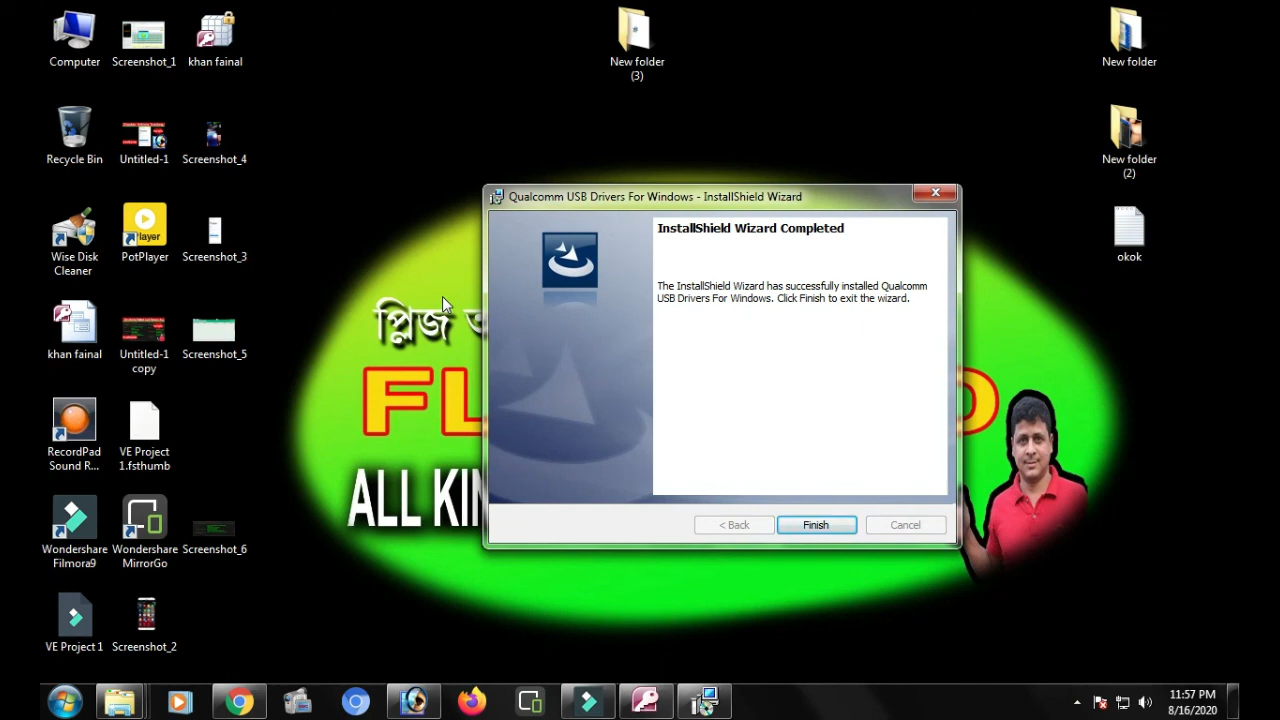 Computer
Screenshot_1
khan fainal
New folder
(3)
New folder
Recycle Bin
Untitled-1
Screenshot_4
New folder
(2)
Qualcomm USB Drivers For Windows - InstallShield Wizard
InstallShield Wizard Completed
The InstallShield Wizard has successfully installed Qualcomm
USB Drivers For Windows. Click Finish to exit the wizard.
< Back
Finish
Cancel
Wise Disk
Cleaner
Player
PotPlayer
Screenshot_3
okok
khan fainal
Untitled-1
copy
Screenshot_5
প্লিজ
FL
O
RecordPad
Sound R...
VE Project
1.fsthumb
ALL KIN
Wondershare
Filmora9
Wondershare
MirrorGo
Screenshot_6
VE Project 1
Screenshot_2
11:57 PM
8/16/2020